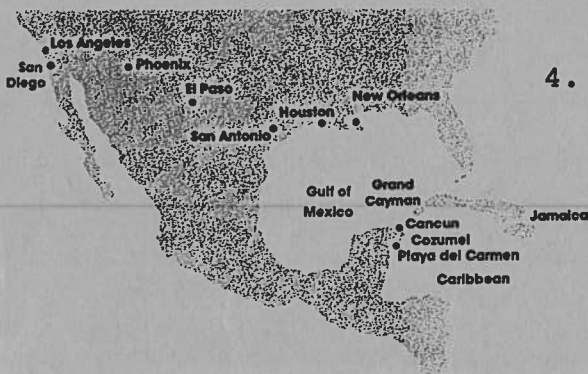 Los Angeles
San
Diego
Phoenix
4.
El Paso
New Orleans
Houston
San Antonio
Gulf of
Mexico
Grand
Cayman
Jamaica
Cancun
Cozumel
Playa del Carmen
Caribbean